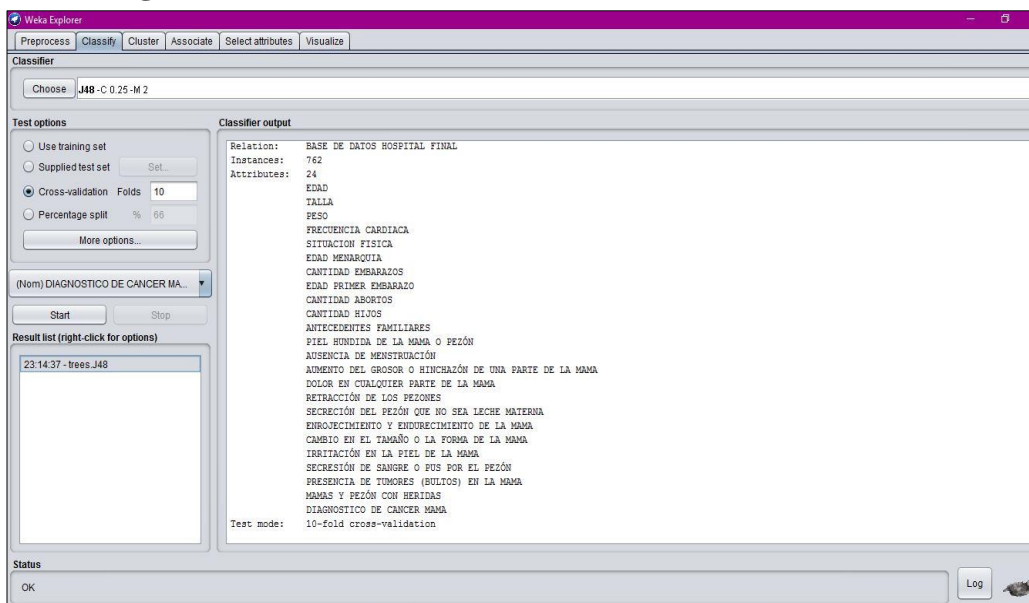 Weka Explorer
Preprocess Classify Cluster Associate Select attributes Visualize
Classifier
Choose J48 -C 0.25 -M 2
Test options
Use training set
Supplied test set Set...
Cross-validation Folds 10
Percentage split % 66
More options...
(Nom) DIAGNOSTICO DE CANCER MA...
Start Stop
Result list (right-click for options)
23:14:37 - trees.J48
Classifier output
Relation: BASE DE DATOS HOSPITAL FINAL
Instances: 762
Attributes: 24
EDAD
TALLA
PESO
FRECUENCIA CARDIACA
SITUACION FISICA
EDAD MENARQUIA
CANTIDAD EMBARAZOS
EDAD PRIMER EMBARAZO
CANTIDAD ABORTOS
CANTIDAD HIJOS
ANTECEDENTES FAMILIARES
PIEL HUNDIDA DE LA MAMA O PEZÓN
AUSENCIA DE MENSTRUACIÓN
AUMENTO DEL GROSOR O HINCHAZÓN DE UNA PARTE DE LA MAMA
DOLOR EN CUALQUIER PARTE DE LA MAMA
RETRACCIÓN DE LOS PEZONES
SECRECIÓN DEL PEZÓN QUE NO SEA LECHE MATERNA
ENROJECIMIENTO Y ENDURECIMIENTO DE LA MAMA
CAMBIO EN EL TAMAÑO O LA FORMA DE LA MAMA
IRRITACIÓN EN LA PIEL DE LA MAMA
SECRESIÓN DE SANGRE O PUS POR EL PEZÓN
PRESENCIA DE TUMORES (BULTOS) EN LA MAMA
MAMAS Y PEZÓN CON HERIDAS
DIAGNOSTICO DE CANCER MAMA
Test mode: 10-fold cross-validation
Status
OK
Log